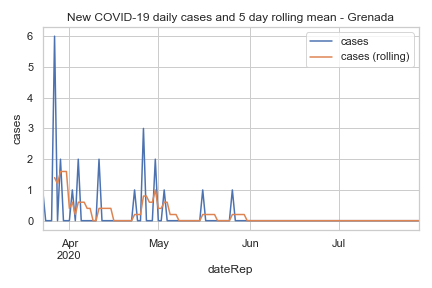 New COVID-19 daily cases and 5 day rolling mean - Grenada
cases
cases (rolling)
6
5
4
3
2
1
0
cases
Apr May Jun Jul
2020
dateRep